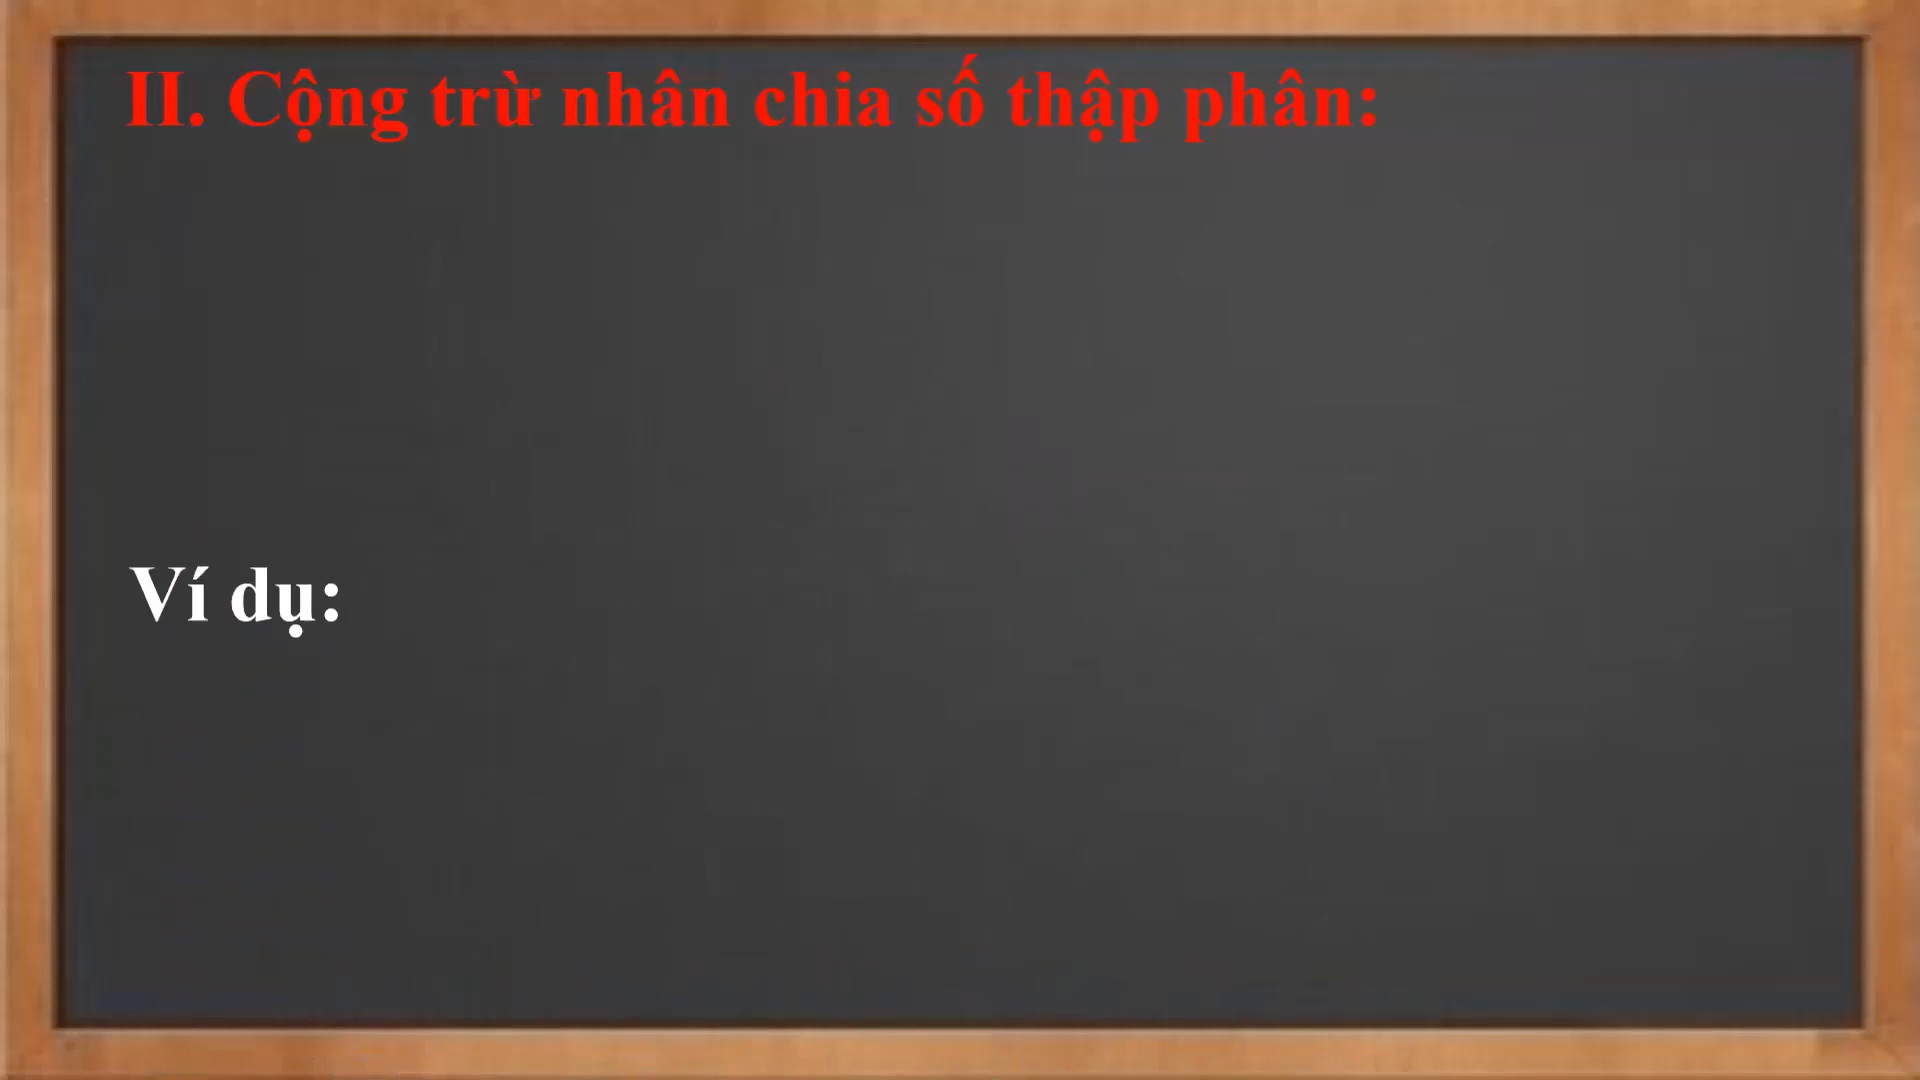 II. Cộng trừ nhân chia số thập phân:
Ví dụ: